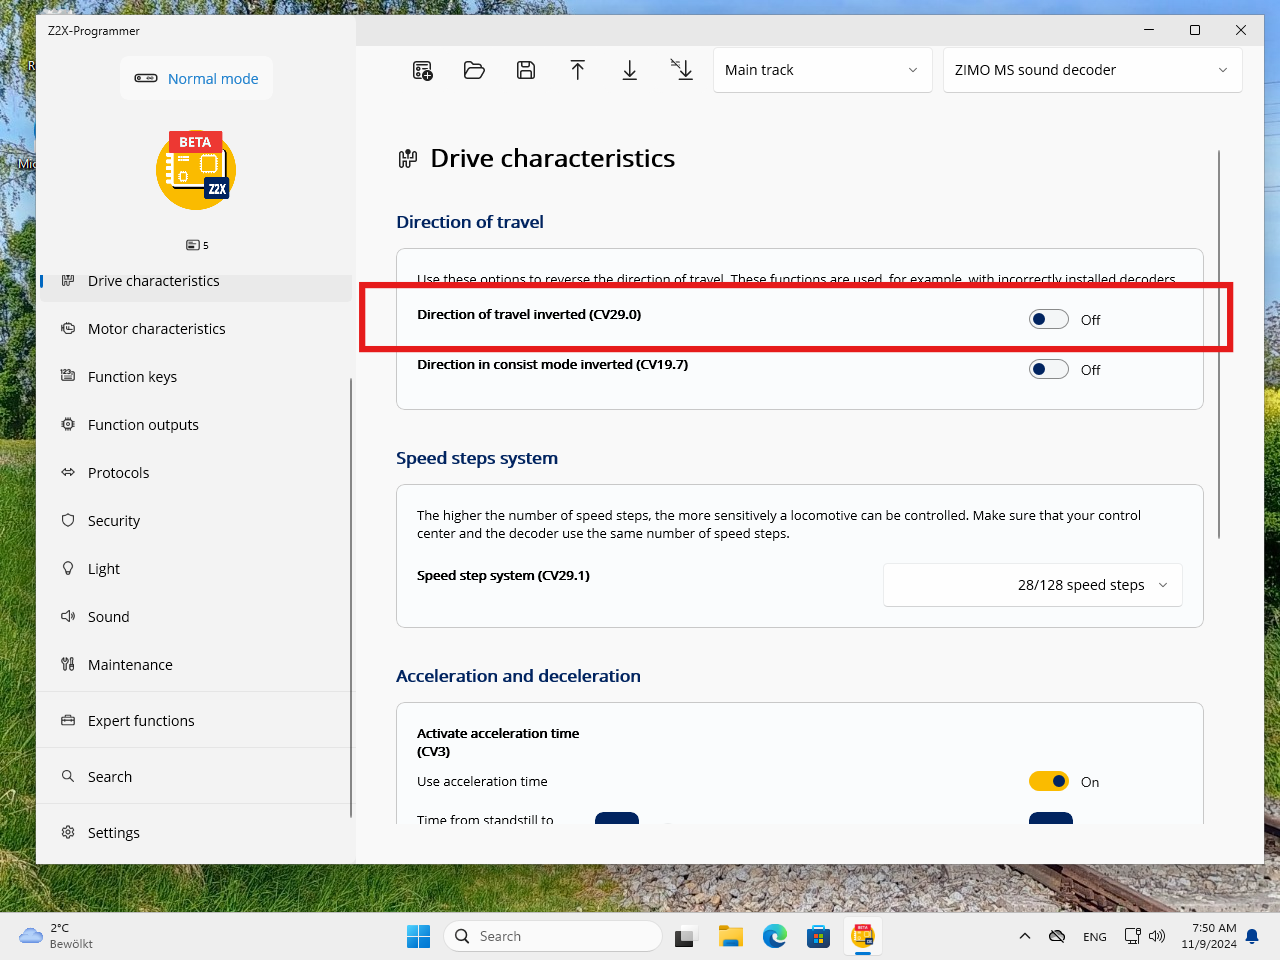 Z2X-Programmer
Normal mode
Main track
ZIMO MS sound decoder
BETA
Z2X
5
Drive characteristics
Motor characteristics
Function keys
Function outputs
Protocols
Security
Light
Sound
Maintenance
Expert functions
Search
Settings
Drive characteristics
Direction of travel
Use these options to reverse the direction of travel. These functions are used, for example, with incorrectly installed decoders.
Direction of travel inverted (CV29.0)
Off
Direction in consist mode inverted (CV19.7)
Off
Speed steps system
The higher the number of speed steps, the more sensitively a locomotive can be controlled. Make sure that your control
center and the decoder use the same number of speed steps.
Speed step system (CV29.1)
28/128 speed steps
Acceleration and deceleration
Activate acceleration time
(CV3)
Use acceleration time
On
Time from standstill to
2°C
Bewölkt
Search
BETA
ENG
7:50 AM
11/9/2024